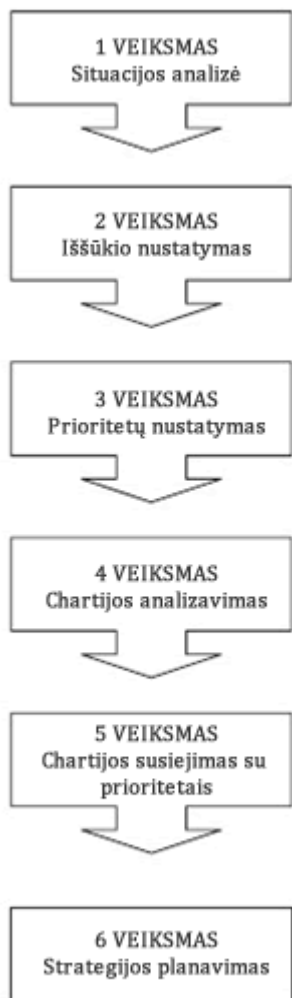 1 VEIKSMAS
Situacijos analizė
2 VEIKSMAS
Iššūkio nustatymas
3 VEIKSMAS
Prioritetų nustatymas
4 VEIKSMAS
Chartijos analizavimas
5 VEIKSMAS
Chartijos susiejimas su
prioritetais
6 VEIKSMAS
Strategijos planavimas